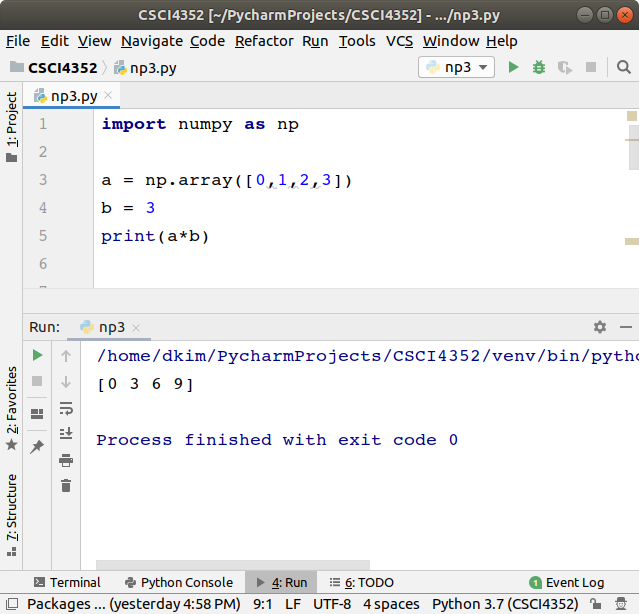 CSCI4352 [~/PycharmProjects/CSCI4352] - .../np3.py
File Edit View Navigate Code Refactor Run Tools VCS Window Help
CSCI4352 np3.py np3
np3.py
1: Project
1 import numpy as np
2
3 a = np.array([0,1,2,3])
4 b = 3
5 print(a*b)
6
Run: np3
/home/dkim/PycharmProjects/CSCI4352/venv/bin/pytho
[0 3 6 9]
Process finished with exit code 0
2: Favorites
7: Structure
Terminal Python Console 4: Run 6: TODO 1 Event Log
Packages ... (yesterday 4:58 PM) 9:1 LF UTF-8 4 spaces Python 3.7 (CSCI4352)